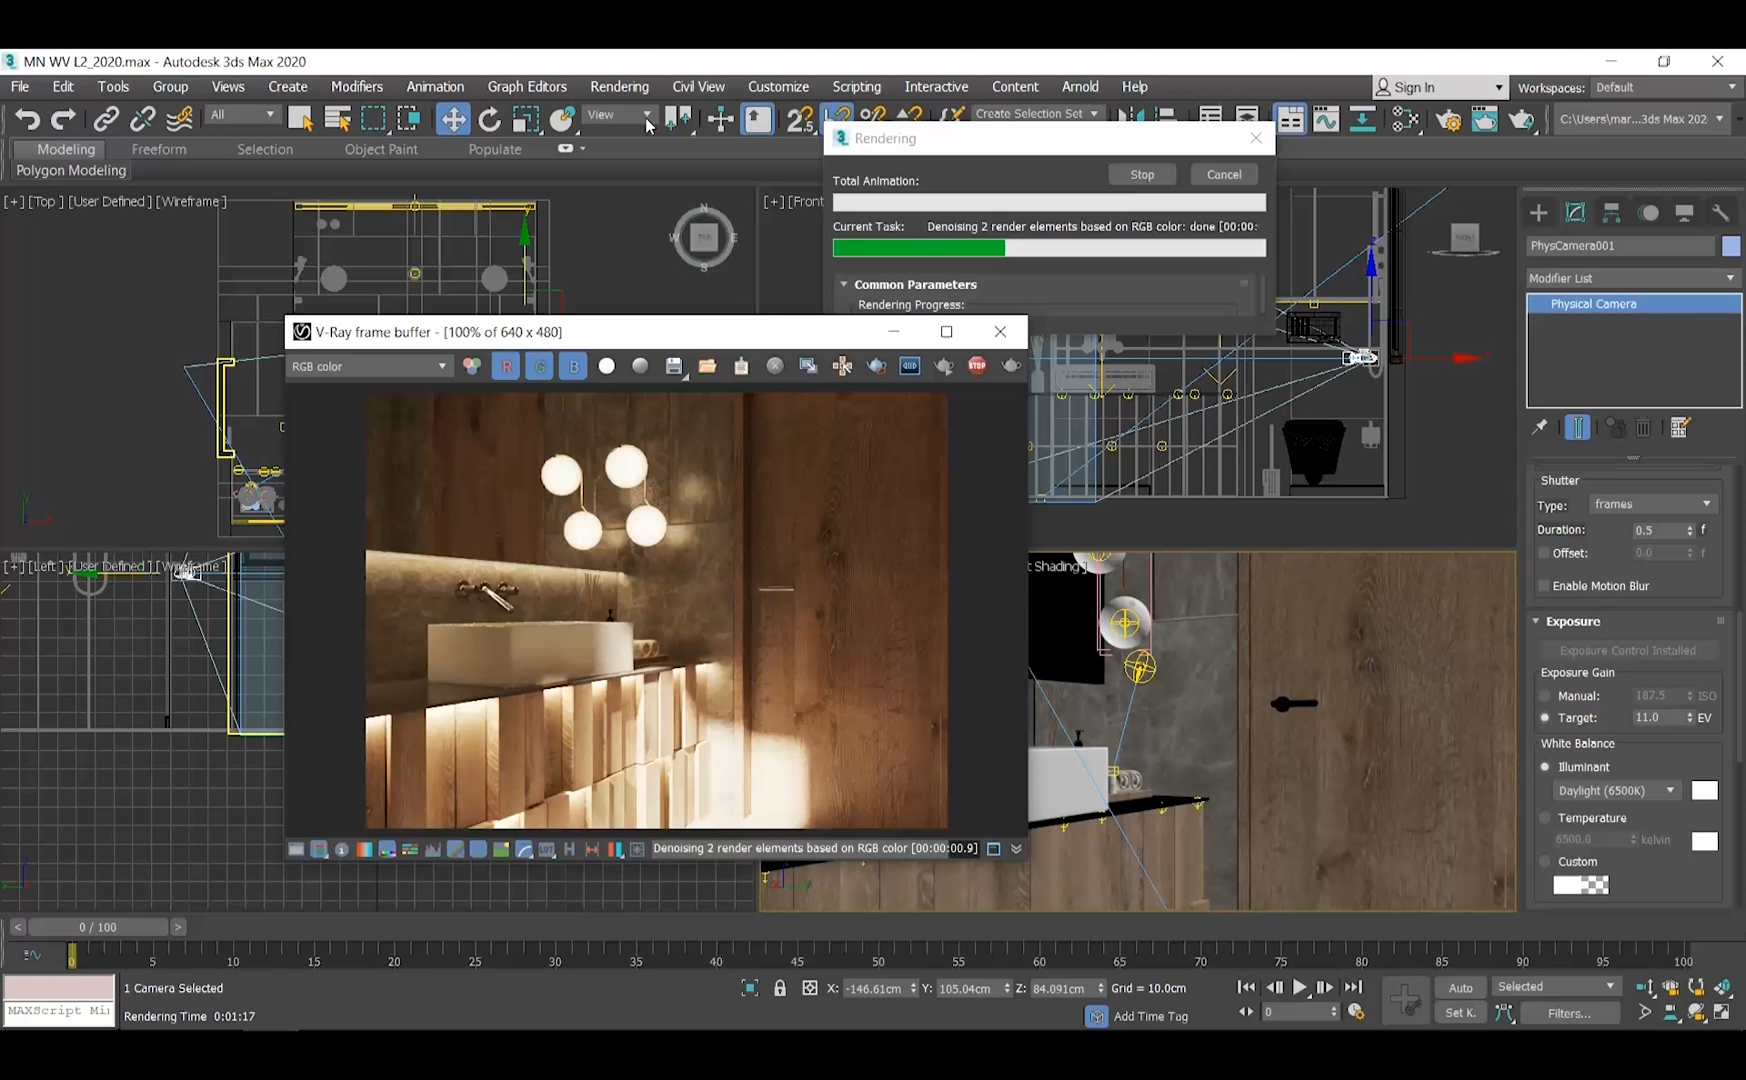 MN WV L2_2020.max - Autodesk 3ds Max 2020
File Edit Tools Group Views Create Modifiers Animation Graph Editors Rendering Civil View Customize Scripting Interactive Content Arnold Help Sign In Workspaces: Default
All View Create Selection Set C:\Users\mar...3ds Max 202
Modeling Freeform Selection Object Paint Populate
Polygon Modeling
Rendering
Total Animation: Stop Cancel
Current Task: Denoising 2 render elements based on RGB color: done [00:00:
Common Parameters
Rendering Progress:
[+] [Top ] [User Defined ] [Wireframe ]
N
W E
S
[+] [Front
FRONT
V-Ray frame buffer - [100% of 640 x 480]
RGB color R G B STOP
[+] [Left ] [User Defined ] [Wireframe ]
t Shading ]
Denoising 2 render elements based on RGB color [00:00:00.9]
PhysCamera001
Modifier List
Physical Camera
Shutter
Type: frames
Duration: 0.5 f
Offset: 0.0 f
Enable Motion Blur
Exposure
Exposure Control Installed
Exposure Gain
Manual: 187.5 ISO
Target: 11.0 EV
White Balance
Illuminant
Daylight (6500K)
Temperature
6500.0 kelvin
Custom
< 0 / 100 >
0 5 10 15 20 25 30 35 40 45 50 55 60 65 70 75 80 85 90 95 100
1 Camera Selected X: -146.61cm Y: 105.04cm Z: 84.091cm Grid = 10.0cm Auto Selected
MAXScript Mi:
Rendering Time 0:01:17 Add Time Tag 0 Set K. Filters...